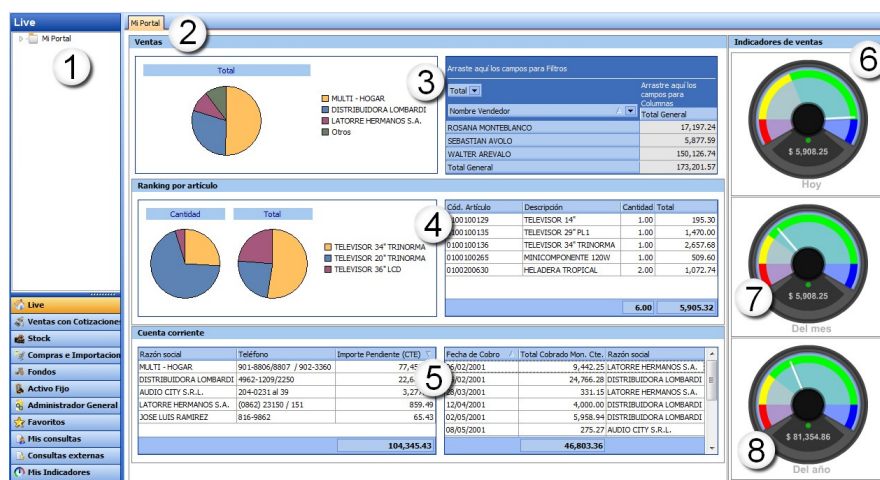 Live
Mi Portal
1
Mi Portal
2
Ventas
Total
MULTI - HOGAR
DISTRIBUIDORA LOMBARDI
LATORRE HERMANOS S.A.
Otros
3
Arraste aquí los campos para Filtros
Total
Arrastre aquí los
campos para
Columnas
Nombre Vendedor
Total General
ROSANA MONTEBLANCO 17,197.24
SEBASTIAN AVOLO 5,877.59
WALTER AREVALO 150,126.74
Total General 173,201.57
Ranking por artículo
Cantidad
Total
TELEVISOR 34" TRINORMA
TELEVISOR 20" TRINORMA
TELEVISOR 36" LCD
4
Cód. Artículo Descripción Cantidad Total
0100100129 TELEVISOR 14" 1.00 195.30
0100100135 TELEVISOR 29" PL1 1.00 1,470.00
0100100136 TELEVISOR 34" TRINORMA 1.00 2,657.68
0100100265 MINICOMPONENTE 120W 1.00 509.60
0100200630 HELADERA TROPICAL 2.00 1,072.74
6.00 5,905.32
Cuenta corriente
Razón social Teléfono Importe Pendiente (CTE)
MULTI - HOGAR 901-8806/8807 / 902-3360 77,45
DISTRIBUIDORA LOMBARDI 4962-1209/2250 22,6
AUDIO CITY S.R.L. 204-0231 al 39 3,27
LATORRE HERMANOS S.A. (0862) 23150 / 151 859.49
JOSE LUIS RAMIREZ 816-9862 65.43
104,345.43
5
Fecha de Cobro Total Cobrado Mon. Cte. Razón social
06/02/2001 9,442.25 LATORRE HERMANOS S.A.
/02/2001 24,766.28 DISTRIBUIDORA LOMBARDI
/03/2001 331.15 LATORRE HERMANOS S.A.
12/04/2001 4,000.00 DISTRIBUIDORA LOMBARDI
02/05/2001 5,958.94 DISTRIBUIDORA LOMBARDI
08/05/2001 275.27 AUDIO CITY S.R.L.
46,803.36
Indicadores de ventas
6
$ 5,908.25
Hoy
7
$ 5,908.25
Del mes
8
$ 81,354.86
Del año
Live
Ventas con Cotizaciones
Stock
Compras e Importacion
Fondos
Activo Fijo
Administrador General
Favoritos
Mis consultas
Consultas externas
Mis Indicadores